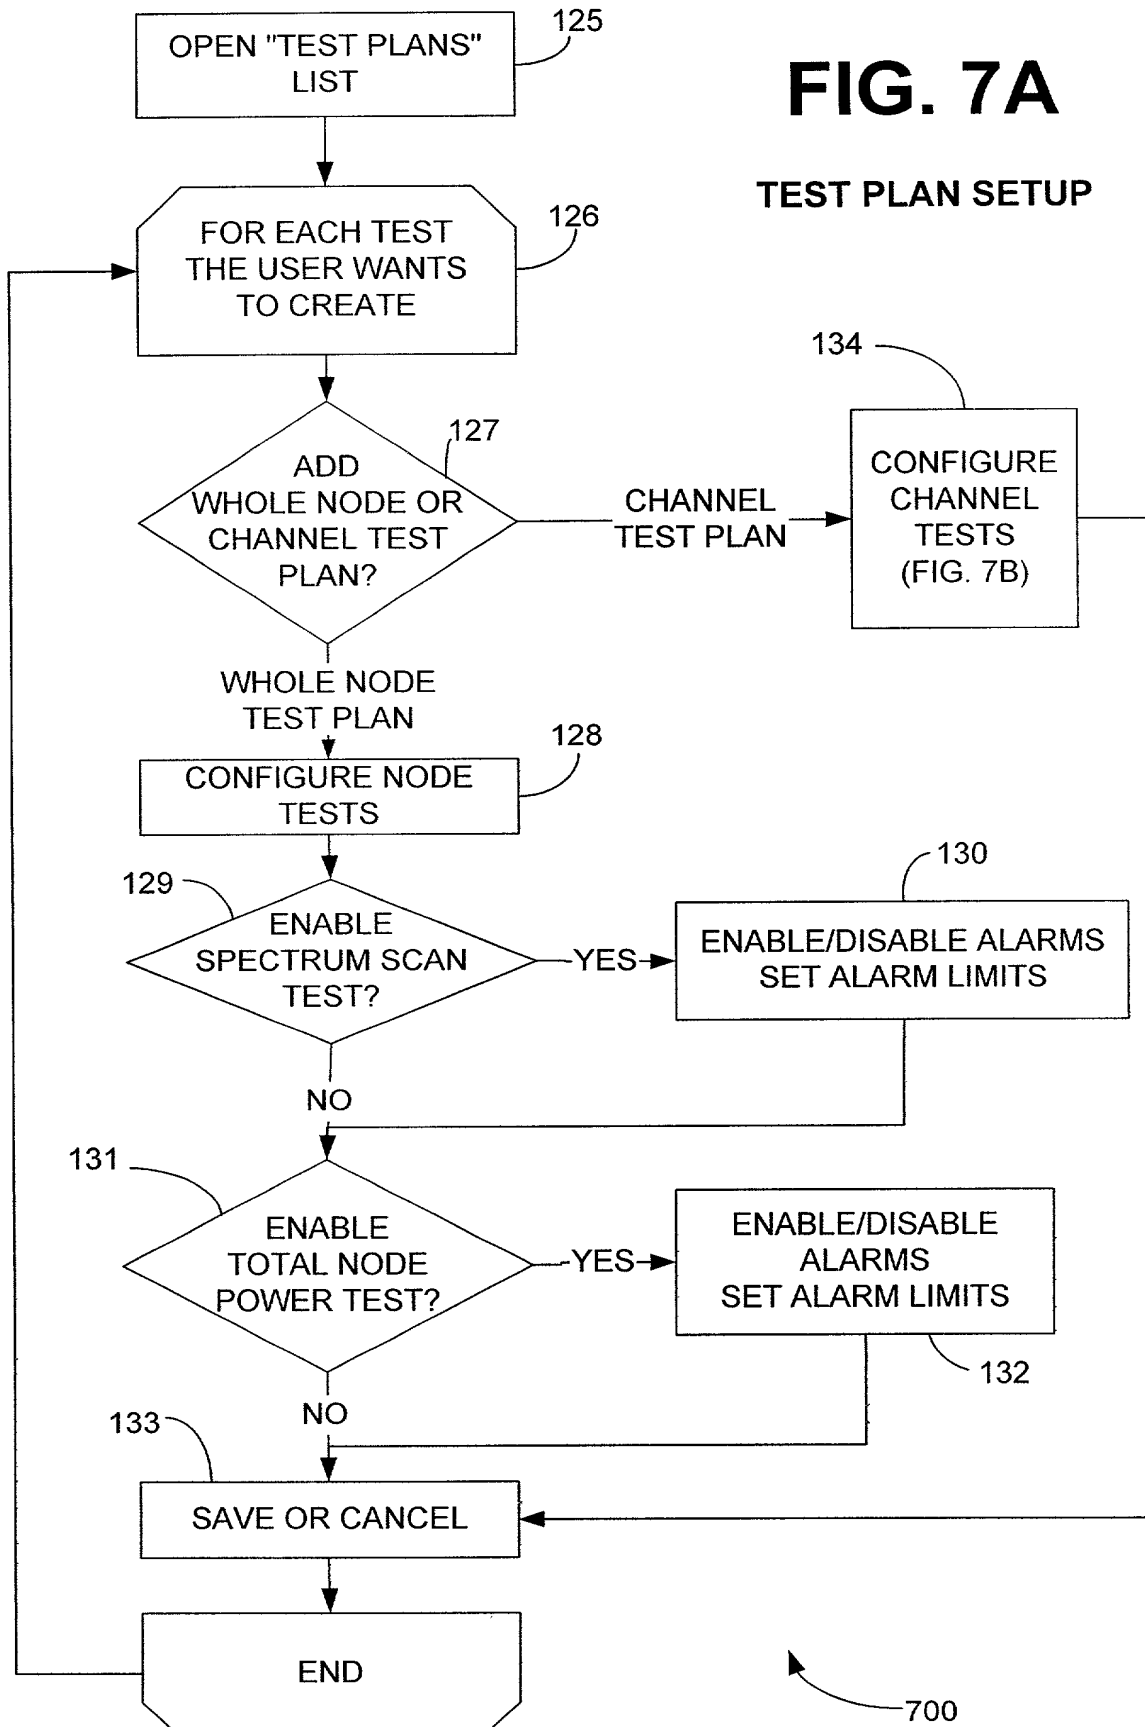 125
OPEN "TEST PLANS"
LIST
FIG. 7A
TEST PLAN SETUP
126
FOR EACH TEST
THE USER WANTS
TO CREATE
134
127
ADD
WHOLE NODE OR
CHANNEL TEST
PLAN?
CHANNEL
TEST PLAN
CONFIGURE
CHANNEL
TESTS
(FIG. 7B)
WHOLE NODE
TEST PLAN
128
CONFIGURE NODE
TESTS
129
ENABLE
SPECTRUM SCAN
TEST?
YES
130
ENABLE/DISABLE ALARMS
SET ALARM LIMITS
NO
131
ENABLE
TOTAL NODE
POWER TEST?
YES
ENABLE/DISABLE
ALARMS
SET ALARM LIMITS
132
NO
133
SAVE OR CANCEL
END
700